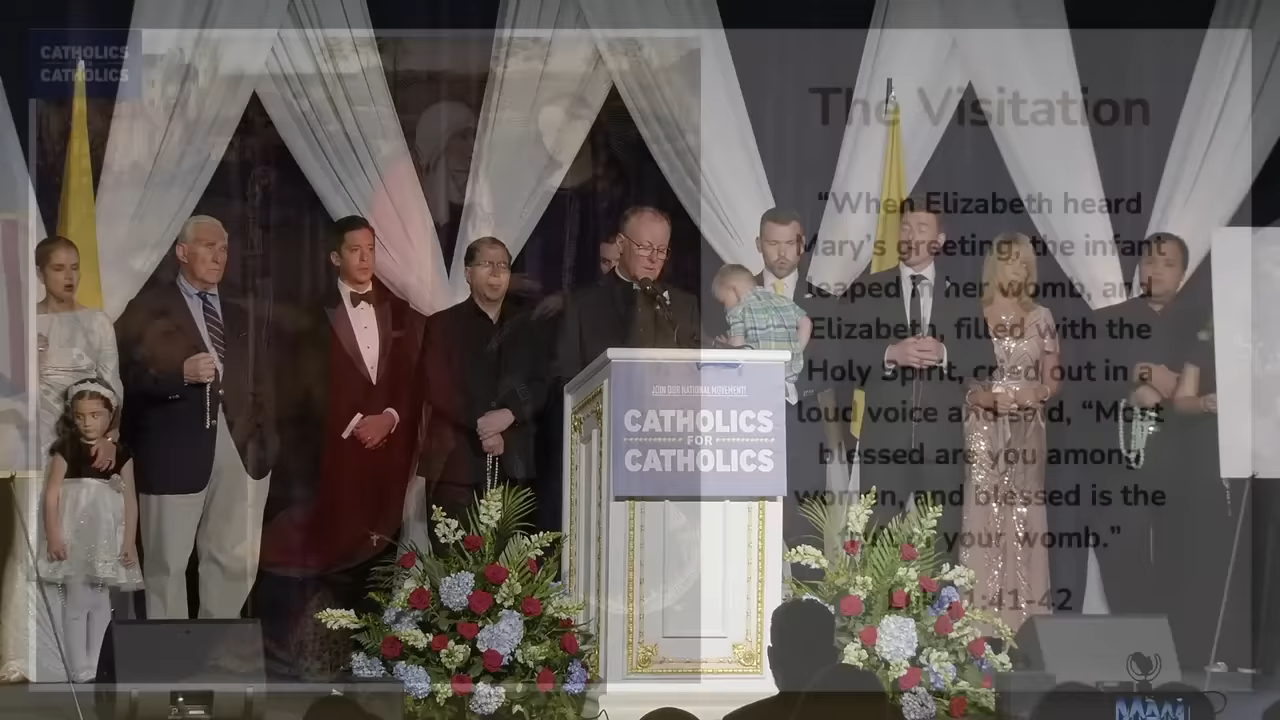 CATHOLICS
FOR
CATHOLICS
The Visitation
“When Elizabeth heard
Mary’s greeting, the infant
leaped in her womb, and
Elizabeth, filled with the
Holy Spirit, cried out in a
loud voice and said, “Most
blessed are you among
women, and blessed is the
your womb.”
1:41-42
JOIN OUR NATIONAL MOVEMENT!
CATHOLICS
FOR
CATHOLICS